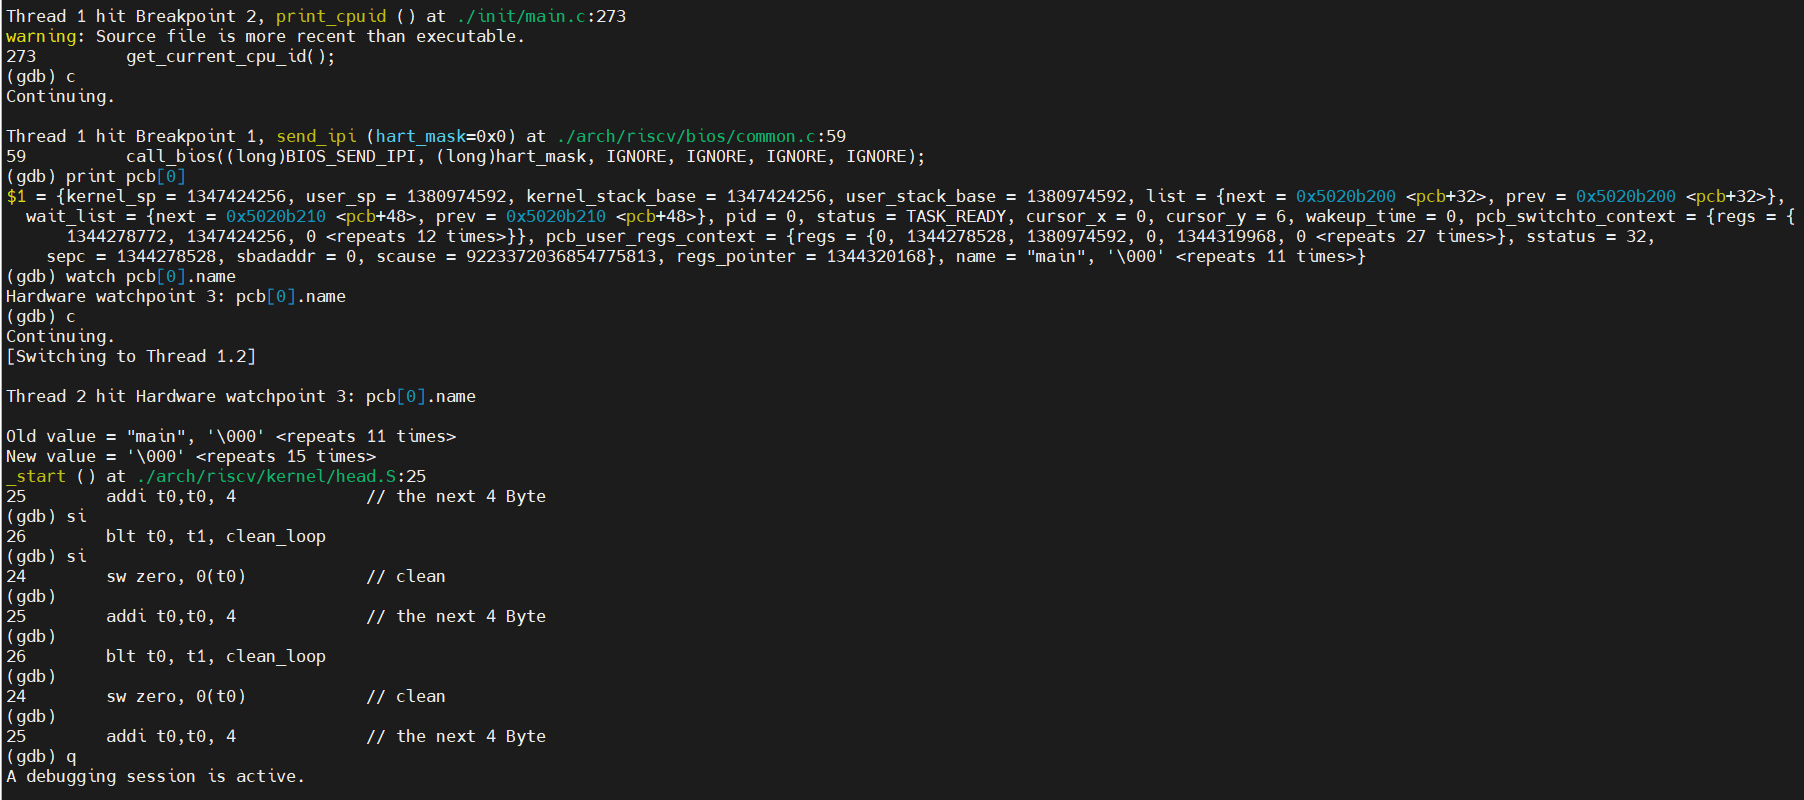 Thread 1 hit Breakpoint 2, print_cpuid () at ./init/main.c:273
warning: Source file is more recent than executable.
273         get_current_cpu_id();
(gdb) c
Continuing.
Thread 1 hit Breakpoint 1, send_ipi (hart_mask=0x0) at ./arch/riscv/bios/common.c:59
59          call_bios((long)BIOS_SEND_IPI, (long)hart_mask, IGNORE, IGNORE, IGNORE, IGNORE);
(gdb) print pcb[0]
$1 = {kernel_sp = 1347424256, user_sp = 1380974592, kernel_stack_base = 1347424256, user_stack_base = 1380974592, list = {next = 0x5020b200 <pcb+32>, prev = 0x5020b200 <pcb+32>},
  wait_list = {next = 0x5020b210 <pcb+48>, prev = 0x5020b210 <pcb+48>}, pid = 0, status = TASK_READY, cursor_x = 0, cursor_y = 6, wakeup_time = 0, pcb_switchto_context = {regs = {
      1344278772, 1347424256, 0 <repeats 12 times>}}, pcb_user_regs_context = {regs = {0, 1344278528, 1380974592, 0, 1344319968, 0 <repeats 27 times>}, sstatus = 32,
    sepc = 1344278528, sbadaddr = 0, scause = 9223372036854775813, regs_pointer = 1344320168}, name = "main", '\000' <repeats 11 times>}
(gdb) watch pcb[0].name
Hardware watchpoint 3: pcb[0].name
(gdb) c
Continuing.
[Switching to Thread 1.2]
Thread 2 hit Hardware watchpoint 3: pcb[0].name
Old value = "main", '\000' <repeats 11 times>
New value = '\000' <repeats 15 times>
_start () at ./arch/riscv/kernel/head.S:25
25        addi t0,t0, 4             // the next 4 Byte
(gdb) si
26        blt t0, t1, clean_loop
(gdb) si
24        sw zero, 0(t0)            // clean
(gdb)
25        addi t0,t0, 4             // the next 4 Byte
(gdb)
26        blt t0, t1, clean_loop
(gdb)
24        sw zero, 0(t0)            // clean
(gdb)
25        addi t0,t0, 4             // the next 4 Byte
(gdb) q
A debugging session is active.